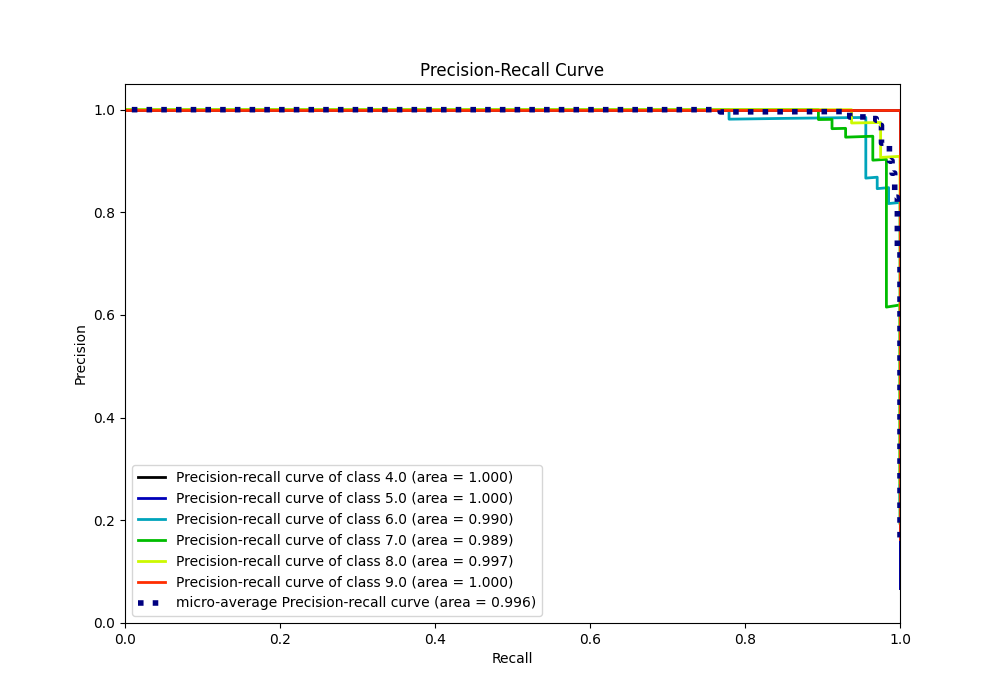 Precision-Recall Curve
1.0
0.8
0.6
0.4
0.2
0.0
Precision
Precision-recall curve of class 4.0 (area = 1.000)
Precision-recall curve of class 5.0 (area = 1.000)
Precision-recall curve of class 6.0 (area = 0.990)
Precision-recall curve of class 7.0 (area = 0.989)
Precision-recall curve of class 8.0 (area = 0.997)
Precision-recall curve of class 9.0 (area = 1.000)
micro-average Precision-recall curve (area = 0.996)
0.0 0.2 0.4 0.6 0.8 1.0
Recall